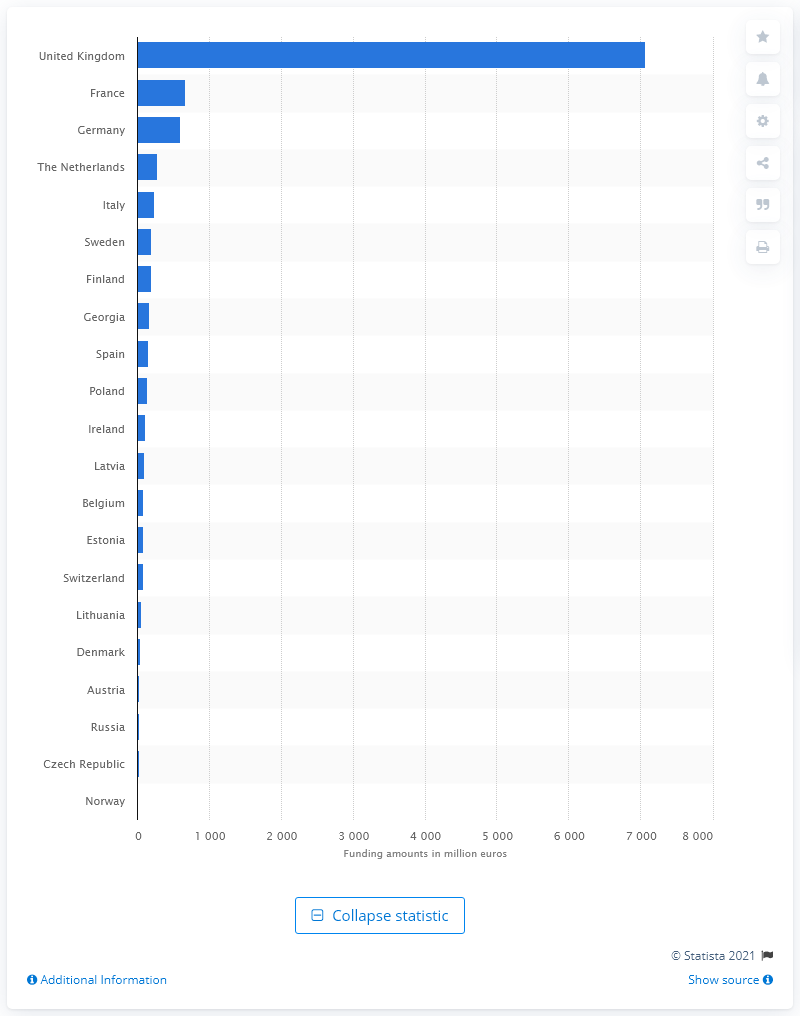 United Kingdom
France
Germany
The Netherlands
Italy
Sweden
Finland
Georgia
Spain
Poland
Ireland
Latvia
Belgium
Estonia
Switzerland
Lithuania
Denmark
Austria
Russia
Czech Republic
Norway
0 1 000 2 000 3 000 4 000 5 000 6 000 7 000 8 000
Funding amounts in million euros
Collapse statistic
© Statista 2021
Additional Information Show source